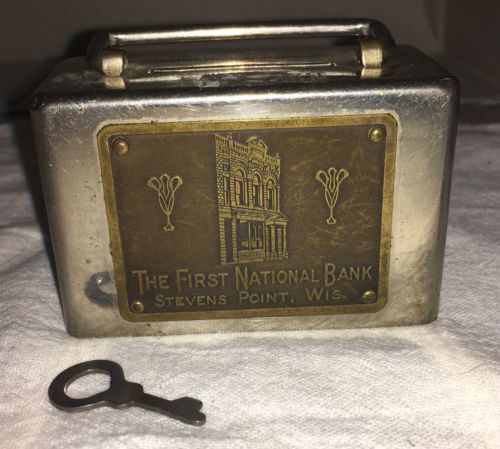 The First National Bank
Stevens Point, Wis.